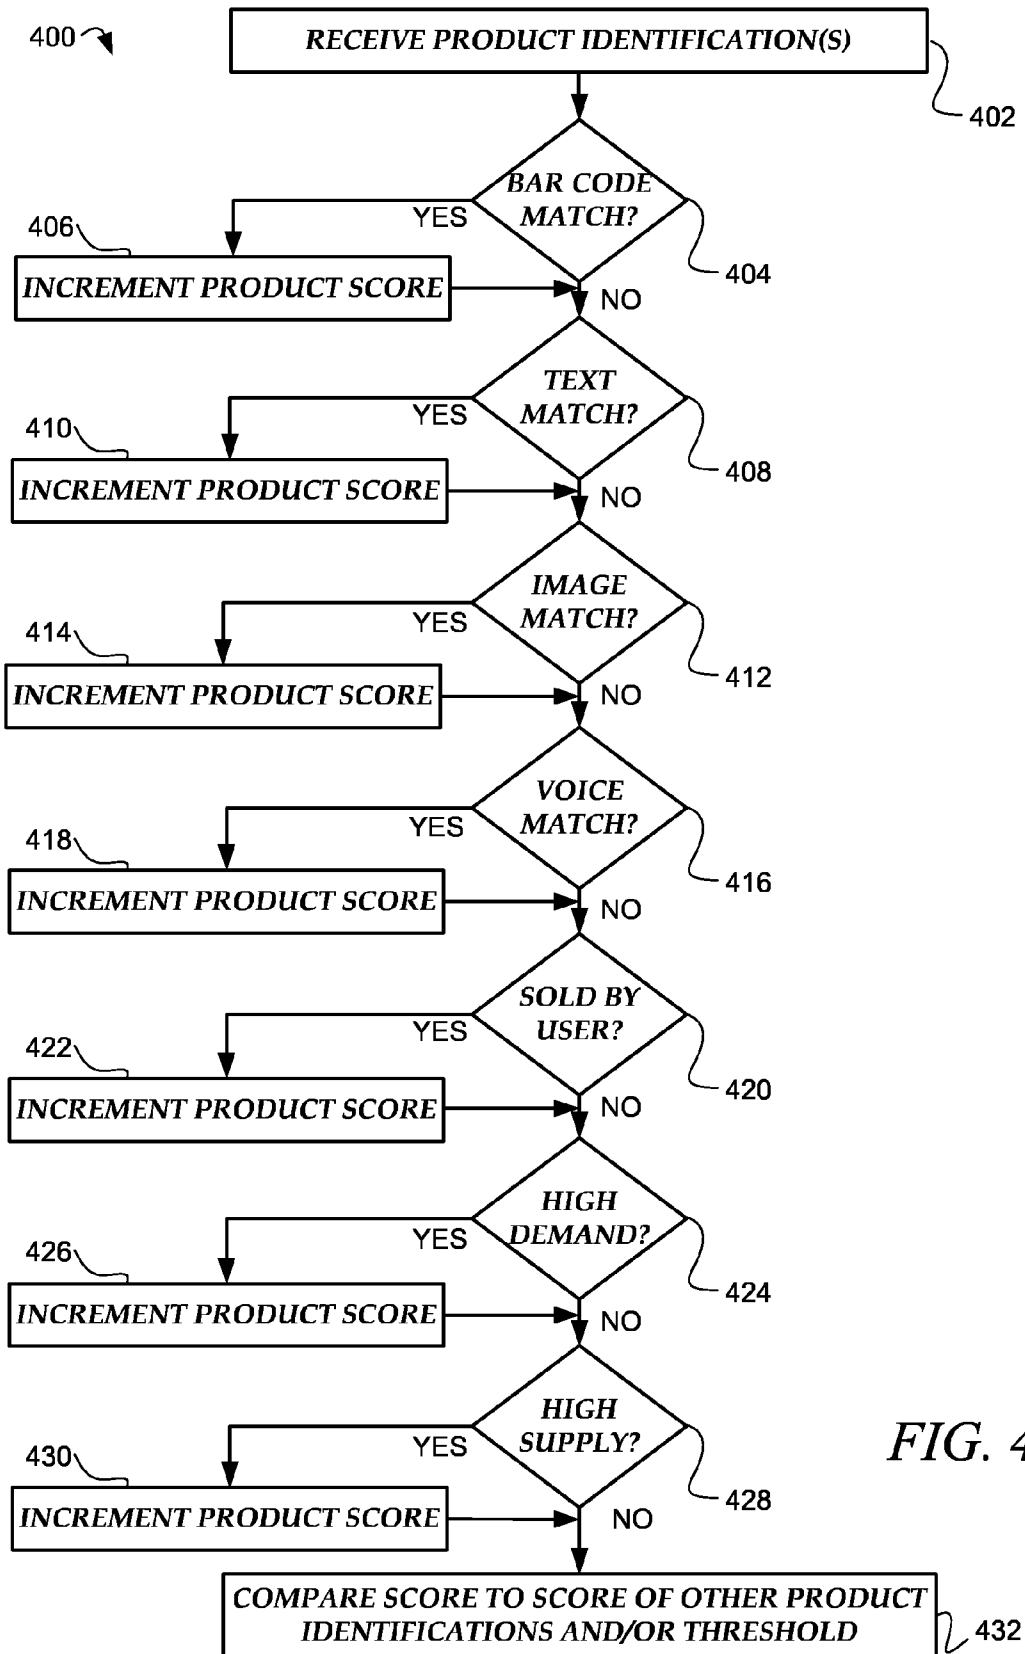 400
RECEIVE PRODUCT IDENTIFICATION(S)
402
BAR CODE
MATCH?
YES
404
406
INCREMENT PRODUCT SCORE
NO
TEXT
MATCH?
YES
408
410
INCREMENT PRODUCT SCORE
NO
IMAGE
MATCH?
YES
412
414
INCREMENT PRODUCT SCORE
NO
VOICE
MATCH?
YES
416
418
INCREMENT PRODUCT SCORE
NO
SOLD BY
USER?
YES
420
422
INCREMENT PRODUCT SCORE
NO
HIGH
DEMAND?
YES
424
426
INCREMENT PRODUCT SCORE
NO
HIGH
SUPPLY?
YES
428
430
INCREMENT PRODUCT SCORE
NO
FIG. 4
COMPARE SCORE TO SCORE OF OTHER PRODUCT
IDENTIFICATIONS AND/OR THRESHOLD
432